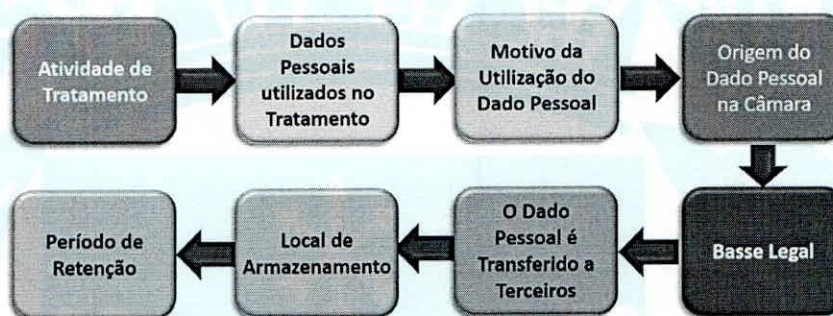 Atividade de
Tratamento
Dados
Pessoais
utilizados no
Tratamento
Motivo da
Utilização do
Dado Pessoal
Origem do
Dado Pessoal
na Câmara
Basse Legal
O Dado
Pessoal é
Transferido a
Terceiros
Local de
Armazenamento
Período de
Retenção